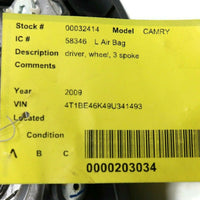 Stock # 00032414 Model CAMRY
IC # 58346 L Air Bag
Description driver, wheel, 3 spoke
Comments
Year 2009
VIN 4T1BE46K49U341493
Located
Condition
A B C
0000203034